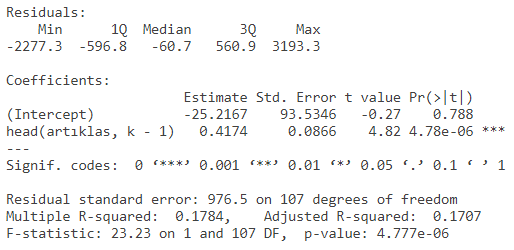 Residuals:
Min 1Q Median 3Q Max
-2277.3 -596.8 -60.7 560.9 3193.3
Coefficients:
Estimate Std. Error t value Pr(>|t|)
(Intercept) -25.2167 93.5346 -0.27 0.788
head(artıklas, k - 1) 0.4174 0.0866 4.82 4.78e-06 ***
---
Signif. codes: 0 ‘***’ 0.001 ‘**’ 0.01 ‘*’ 0.05 ‘.’ 0.1 ‘ ’ 1
Residual standard error: 976.5 on 107 degrees of freedom
Multiple R-squared: 0.1784, Adjusted R-squared: 0.1707
F-statistic: 23.23 on 1 and 107 DF, p-value: 4.777e-06